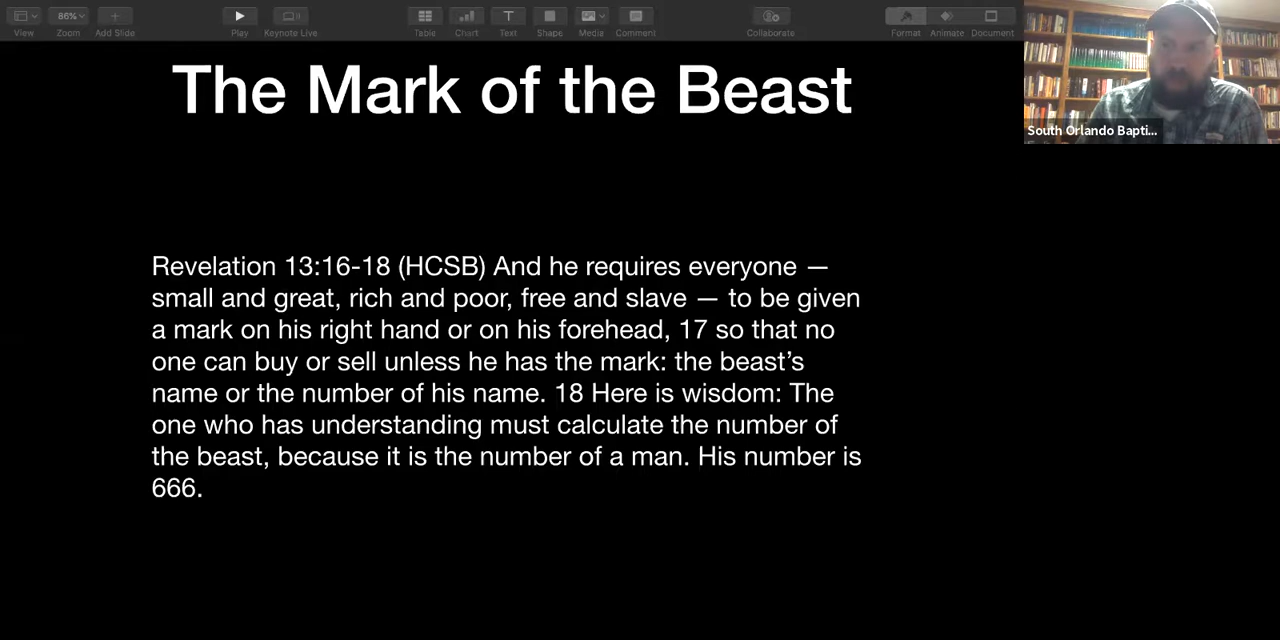 86%
View
Zoom
Add Slide
Play
Keynote Live
Table
Chart
Text
Shape
Media
Comment
Collaborate
Format
Animate
Document
The Mark of the Beast
South Orlando Bapti...
Revelation 13:16-18 (HCSB) And he requires everyone —
small and great, rich and poor, free and slave — to be given
a mark on his right hand or on his forehead, 17 so that no
one can buy or sell unless he has the mark: the beast’s
name or the number of his name. 18 Here is wisdom: The
one who has understanding must calculate the number of
the beast, because it is the number of a man. His number is
666.